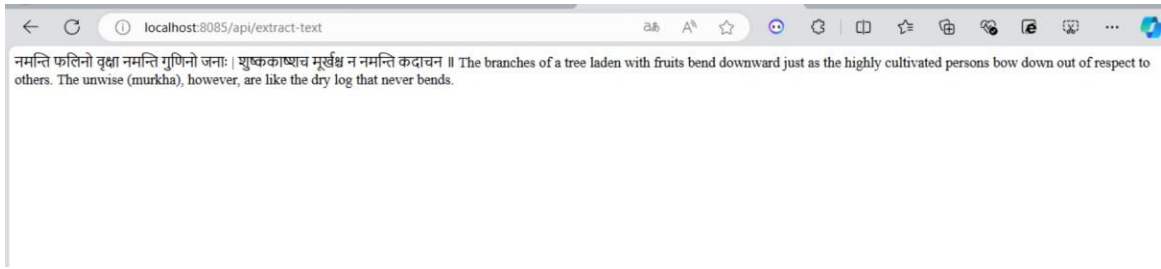 localhost:8085/api/extract-text
नमन्ति फलिनो वृक्षा नमन्ति गुणिनो जनाः | शुष्ककाष्ठाच मूर्खश्च न नमन्ति कदाचन ॥ The branches of a tree laden with fruits bend downward just as the highly cultivated persons bow down out of respect to
others. The unwise (murkha), however, are like the dry log that never bends.